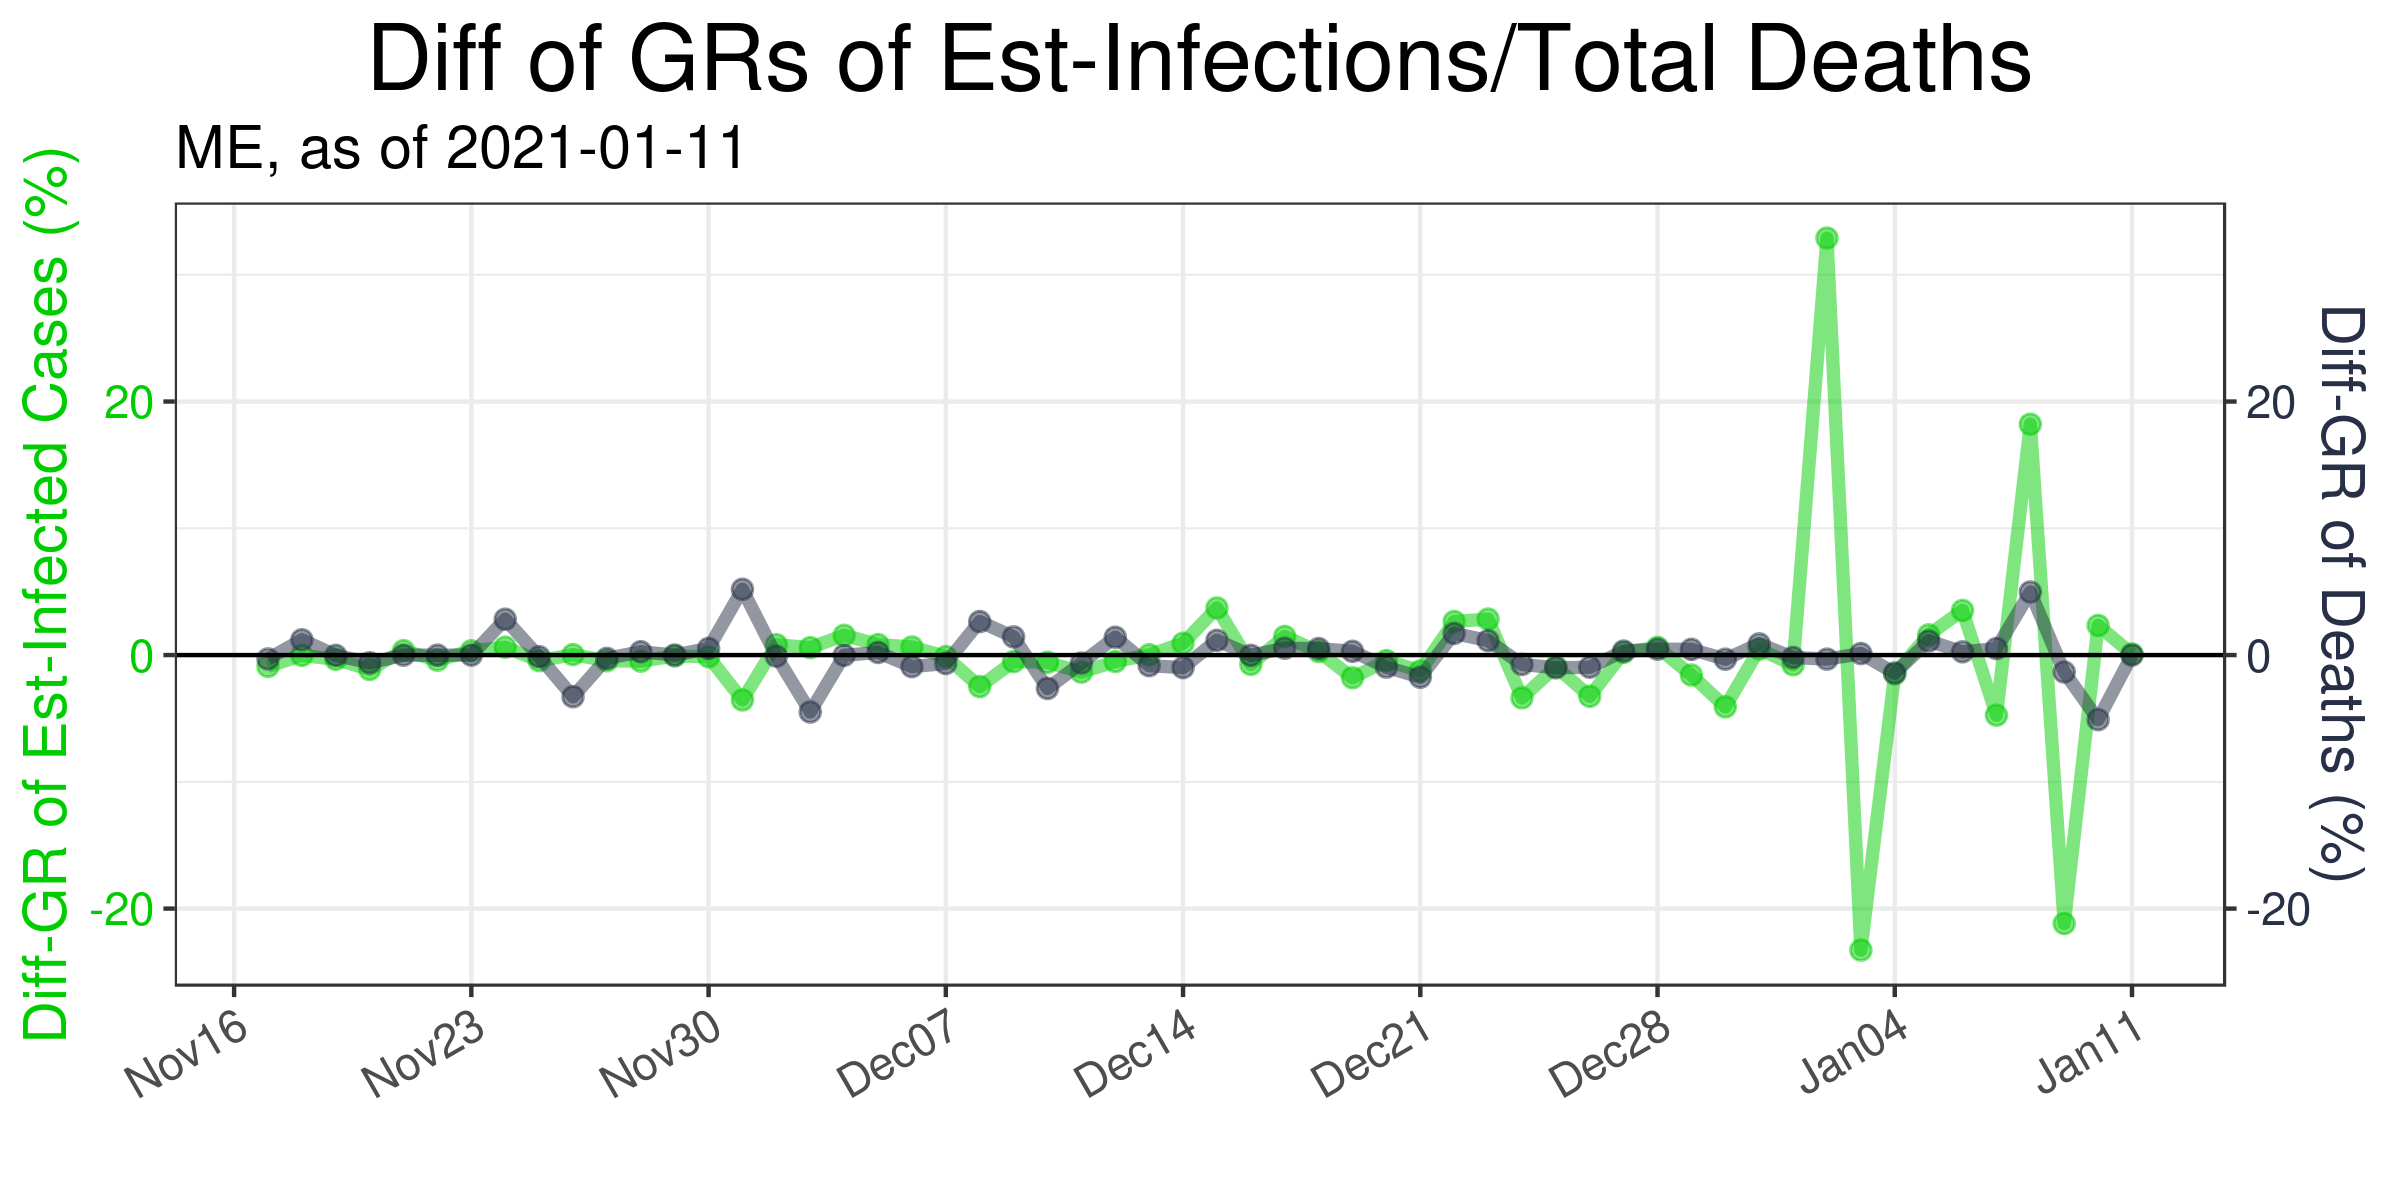 Diff of GRs of Est-Infections/Total Deaths
ME, as of 2021-01-11
Diff-GR of Est-Infected Cases (%)
20
0
-20
20
0
-20
Diff-GR of Deaths (%)
Nov16
Nov23
Nov30
Dec07
Dec14
Dec21
Dec28
Jan04
Jan11